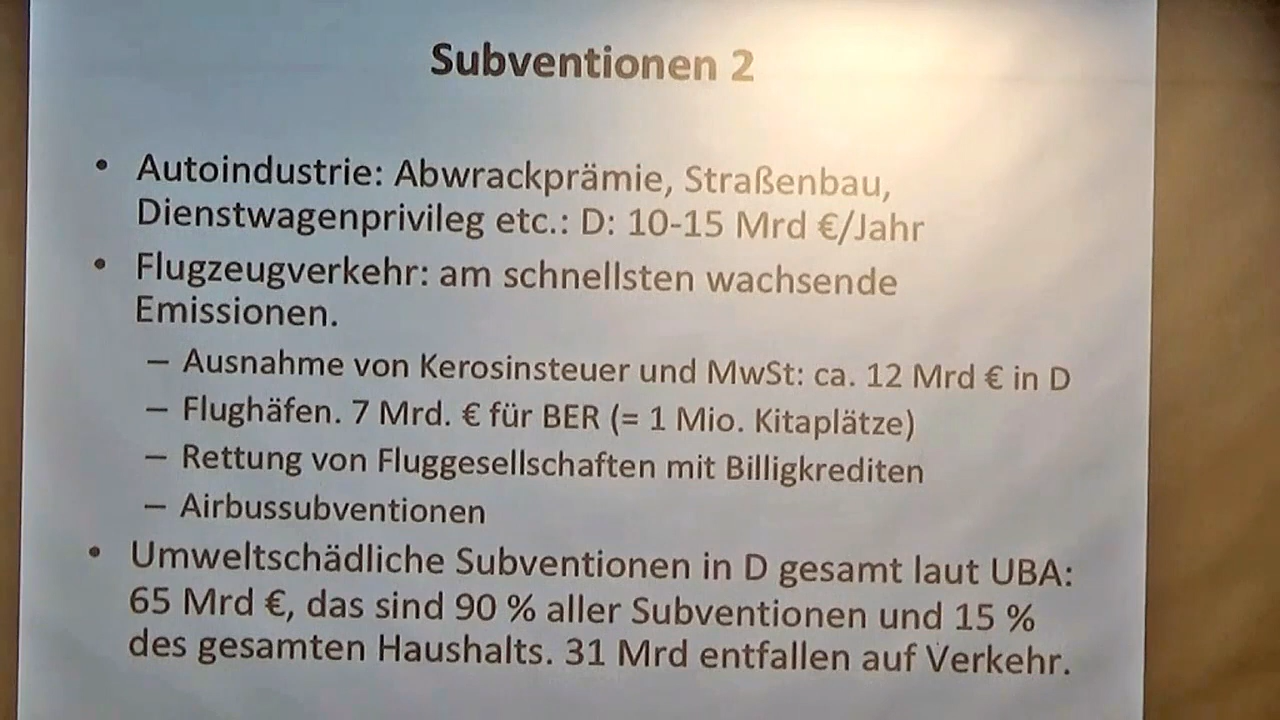 Subventionen 2
• Autoindustrie: Abwrackprämie, Straßenbau,
Dienstwagenprivileg etc.: D: 10-15 Mrd €/Jahr
• Flugzeugverkehr: am schnellsten wachsende
Emissionen.
– Ausnahme von Kerosinsteuer und MwSt: ca. 12 Mrd € in D
– Flughäfen. 7 Mrd. € für BER (= 1 Mio. Kitaplätze)
– Rettung von Fluggesellschaften mit Billigkrediten
– Airbussubventionen
• Umweltschädliche Subventionen in D gesamt laut UBA:
65 Mrd €, das sind 90 % aller Subventionen und 15 %
des gesamten Haushalts. 31 Mrd entfallen auf Verkehr.